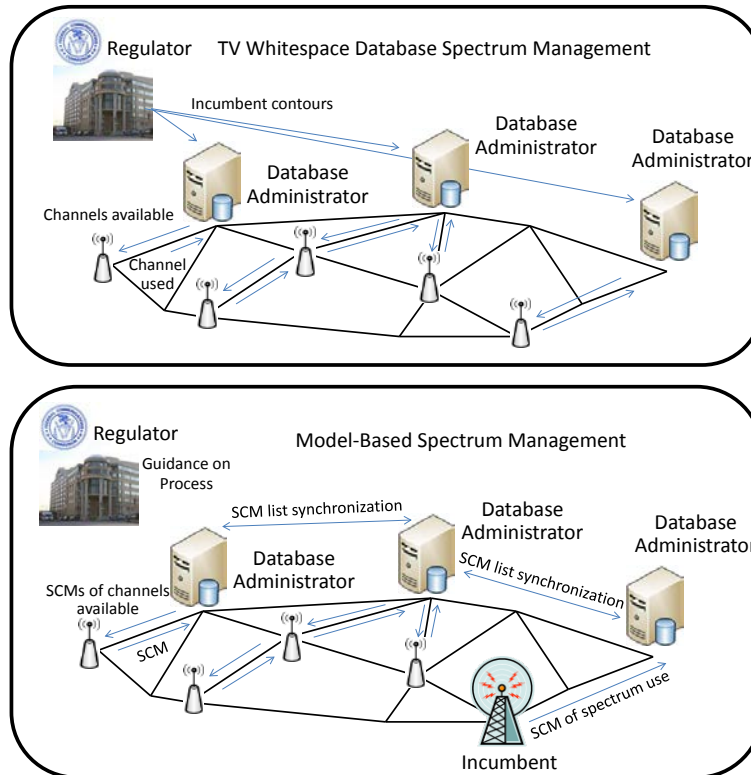 Regulator
TV Whitespace Database Spectrum Management
Incumbent contours
Database
Administrator
Database
Administrator
Database
Administrator
Channels available
Channel
used
Regulator
Model-Based Spectrum Management
Guidance on
Process
SCM list synchronization
Database
Administrator
Database
Administrator
Database
Administrator
SCM list synchronization
SCMs of channels
available
SCM
SCM of spectrum use
Incumbent